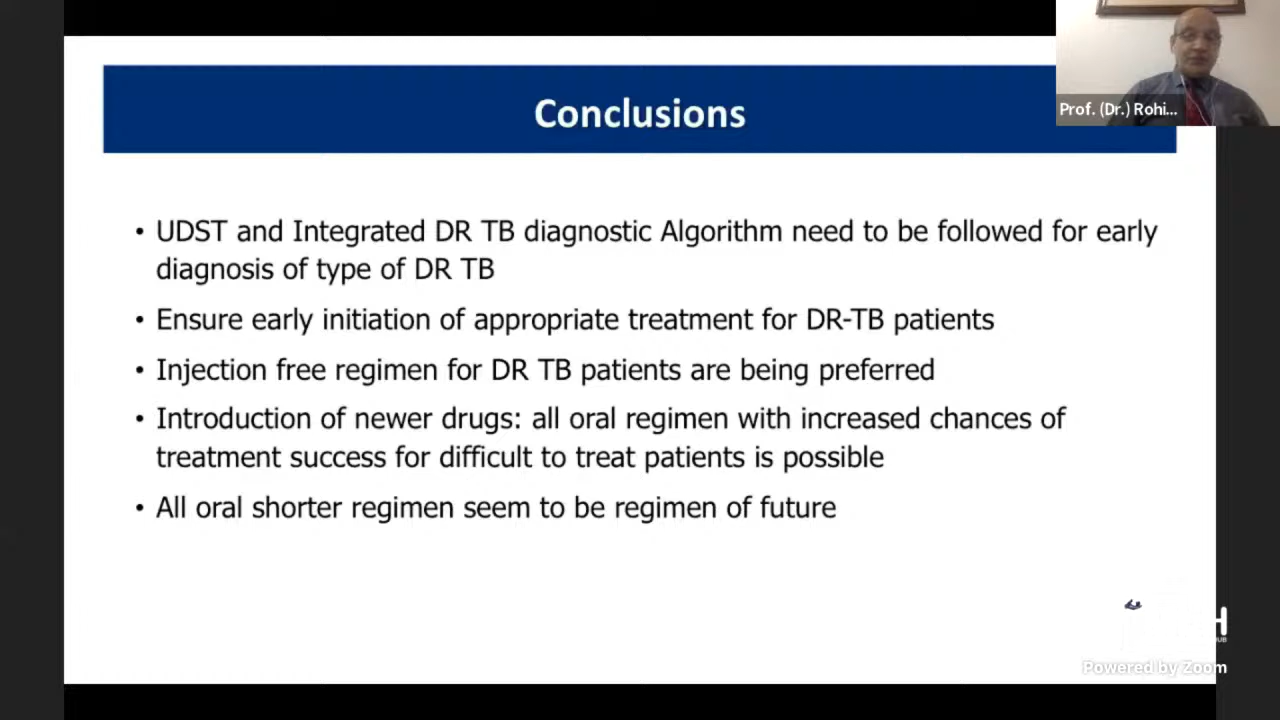 Conclusions
Prof. (Dr.) Rohi...
• UDST and Integrated DR TB diagnostic Algorithm need to be followed for early
diagnosis of type of DR TB
• Ensure early initiation of appropriate treatment for DR-TB patients
• Injection free regimen for DR TB patients are being preferred
• Introduction of newer drugs: all oral regimen with increased chances of
treatment success for difficult to treat patients is possible
• All oral shorter regimen seem to be regimen of future
H
UB
Powered by Zoom